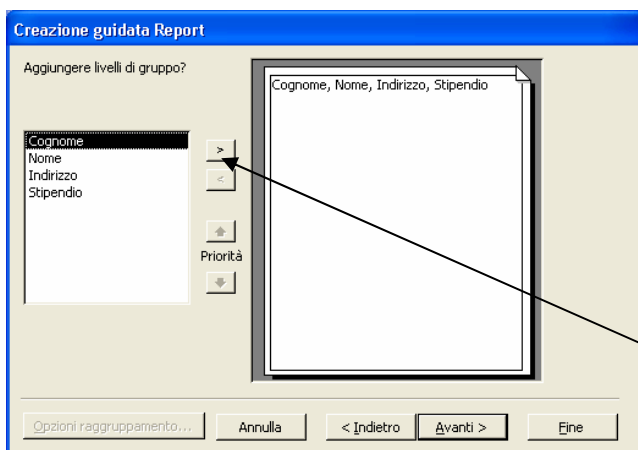 Creazione guidata Report
Aggiungere livelli di gruppo?
Cognome, Nome, Indirizzo, Stipendio
Cognome
Nome
Indirizzo
Stipendio
>
<
Priorità
Opzioni raggruppamento...
Annulla
< Indietro
Avanti >
Fine